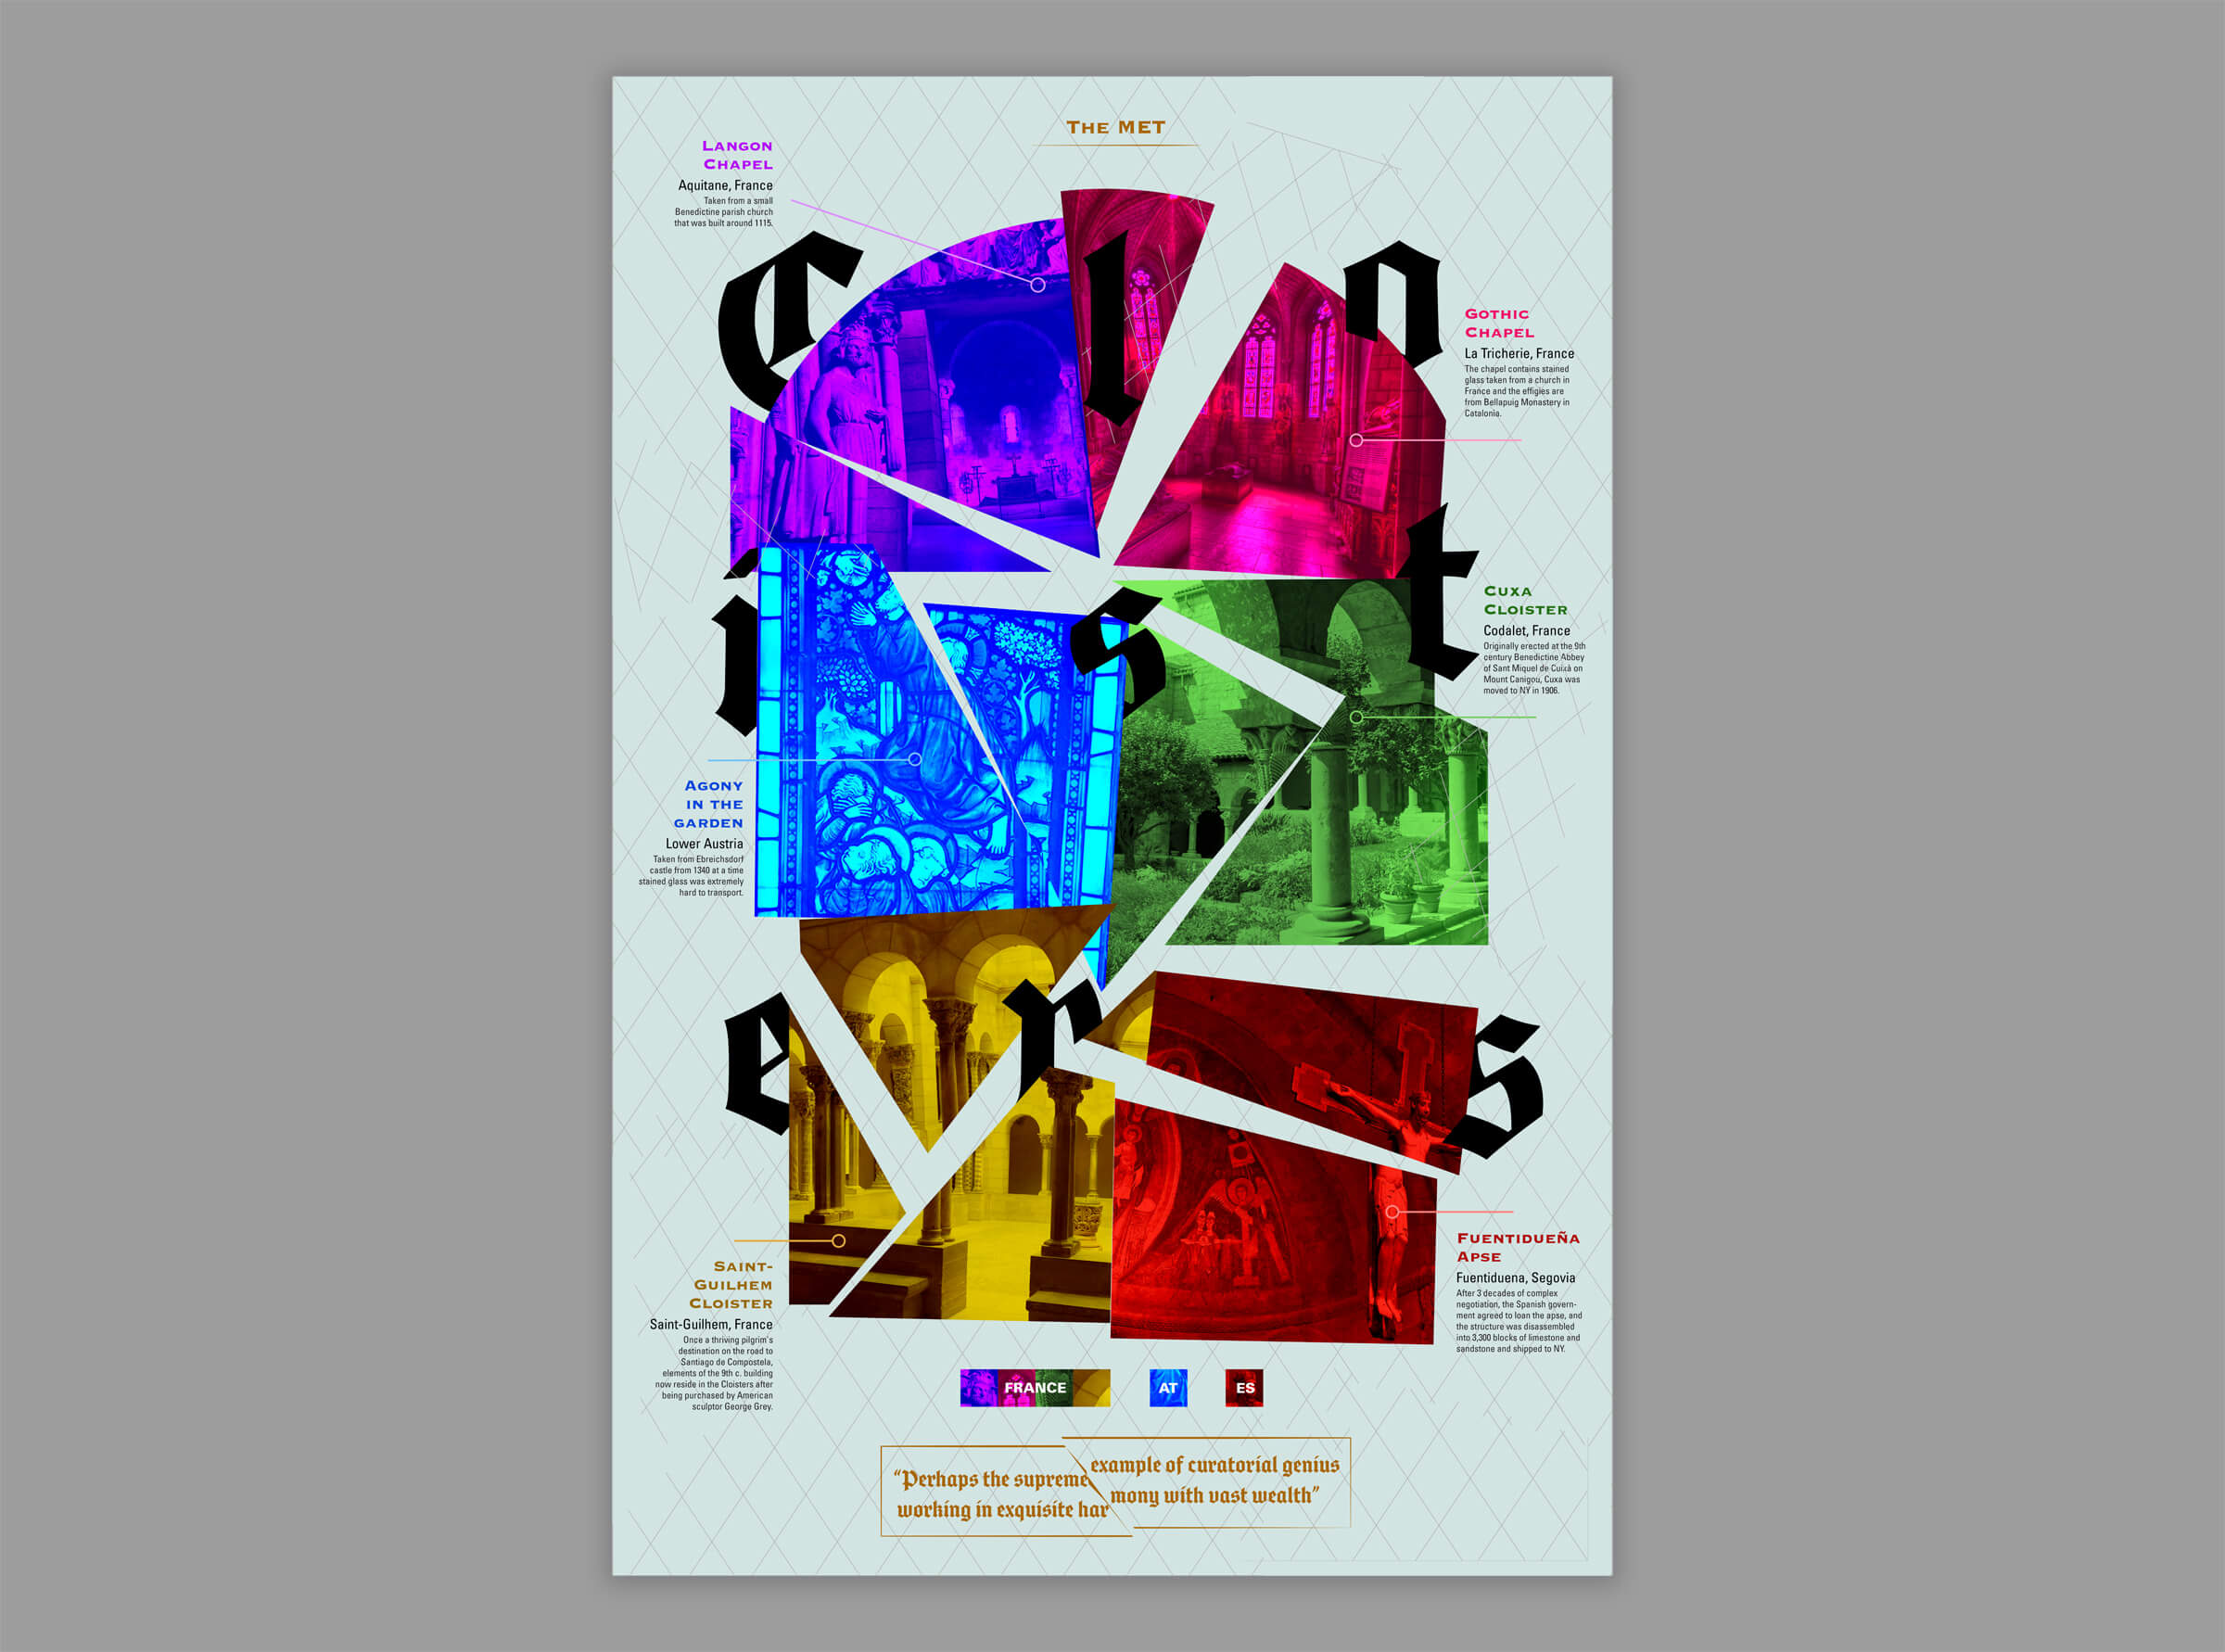 The MET
Langon
Chapel
Aquitane, France
Taken from a small
Benedictine parish church
that was built around 1115.
Clo
Gothic
Chapel
La Tricherie, France
The chapel contains stained
glass taken from a church in
France and the effigies are
from Bellapuig Monastery in
Catalonia.
ist
Cuxa
Cloister
Codalet, France
Originally erected at the 9th
century Benedictine Abbey
of Sant Miquel de Cuixà on
Mount Canigou, Cuxa was
moved to NY in 1906.
Agony
in the
garden
Lower Austria
Taken from Ebreichsdorf
castle from 1340 at a time
stained glass was extremely
hard to transport.
ers
Saint-
Guilhem
Cloister
Saint-Guilhem, France
Once a thriving pilgrim's
destination on the road to
Santiago de Compostela,
elements of the 9th c. building
now reside in the Cloisters after
being purchased by American
sculptor George Grey.
Fuentidueña
Apse
Fuentiduena, Segovia
After 3 decades of complex
negotiation, the Spanish govern-
ment agreed to loan the apse, and
the structure was disassembled
into 3,300 blocks of limestone and
sandstone and shipped to NY.
FRANCE AT ES
“Perhaps the supreme example of curatorial genius
working in exquisite harmony with vast wealth”